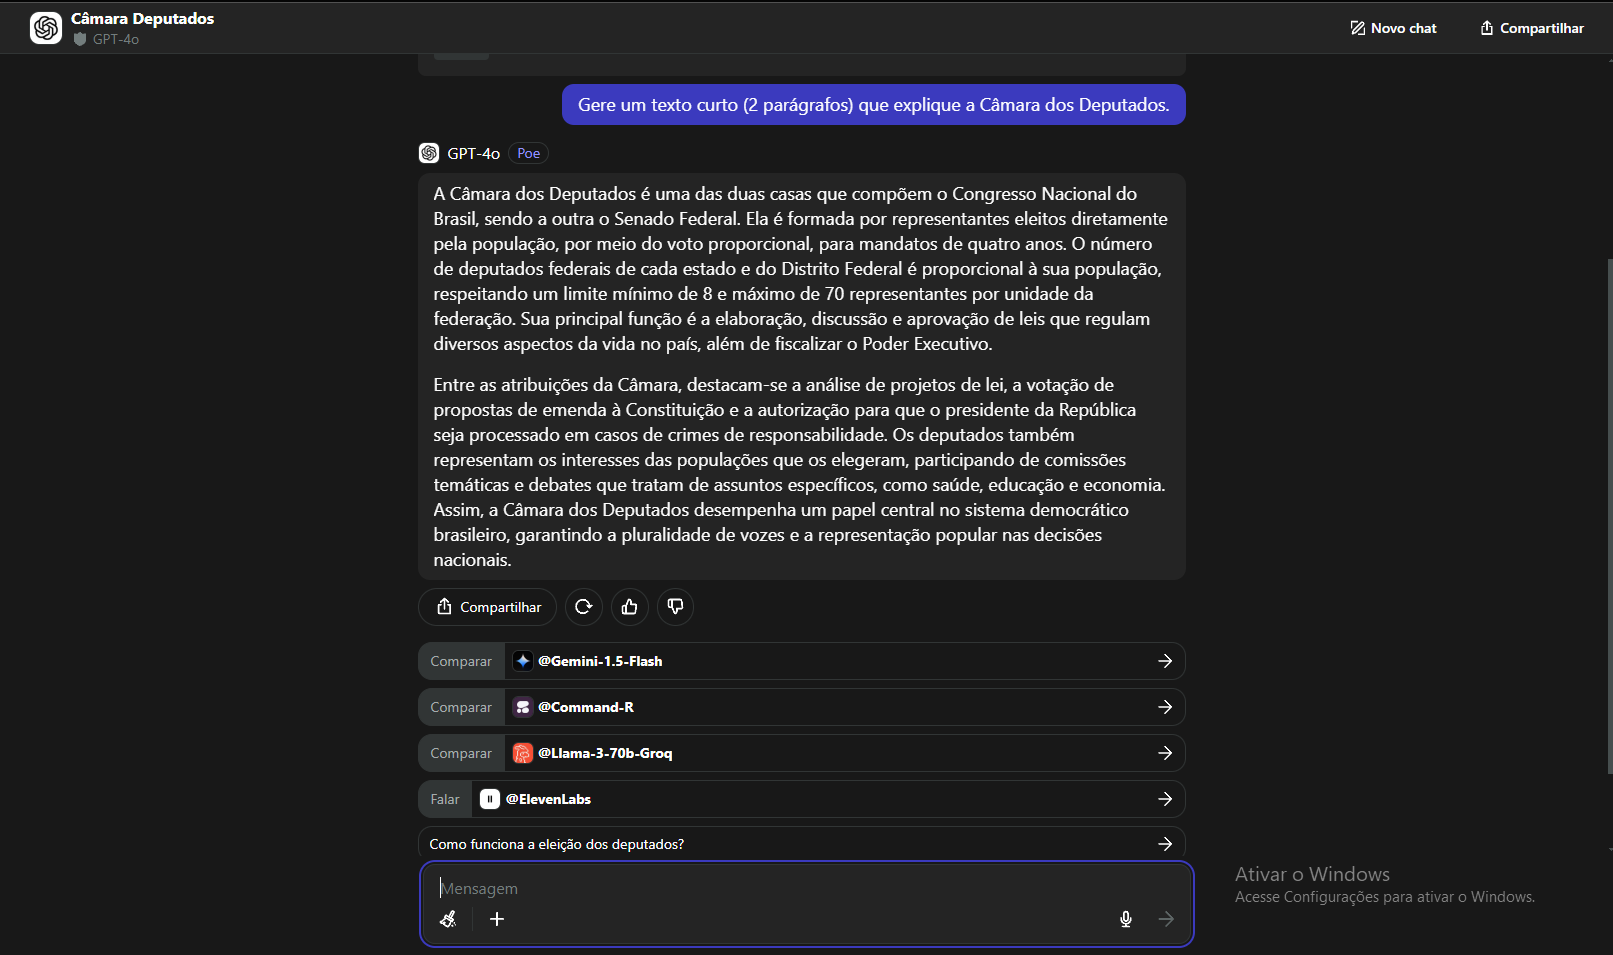 Câmara Deputados
GPT-4o
Novo chat
Compartilhar
Gere um texto curto (2 parágrafos) que explique a Câmara dos Deputados.
GPT-4o
Poe
A Câmara dos Deputados é uma das duas casas que compõem o Congresso Nacional do
Brasil, sendo a outra o Senado Federal. Ela é formada por representantes eleitos diretamente
pela população, por meio do voto proporcional, para mandatos de quatro anos. O número
de deputados federais de cada estado e do Distrito Federal é proporcional à sua população,
respeitando um limite mínimo de 8 e máximo de 70 representantes por unidade da
federação. Sua principal função é a elaboração, discussão e aprovação de leis que regulam
diversos aspectos da vida no país, além de fiscalizar o Poder Executivo.
Entre as atribuições da Câmara, destacam-se a análise de projetos de lei, a votação de
propostas de emenda à Constituição e a autorização para que o presidente da República
seja processado em casos de crimes de responsabilidade. Os deputados também
representam os interesses das populações que os elegeram, participando de comissões
temáticas e debates que tratam de assuntos específicos, como saúde, educação e economia.
Assim, a Câmara dos Deputados desempenha um papel central no sistema democrático
brasileiro, garantindo a pluralidade de vozes e a representação popular nas decisões
nacionais.
Compartilhar
Comparar @Gemini-1.5-Flash
Comparar @Command-R
Comparar @Llama-3-70b-Groq
Falar @ElevenLabs
Como funciona a eleição dos deputados?
Mensagem
Ativar o Windows
Acesse Configurações para ativar o Windows.